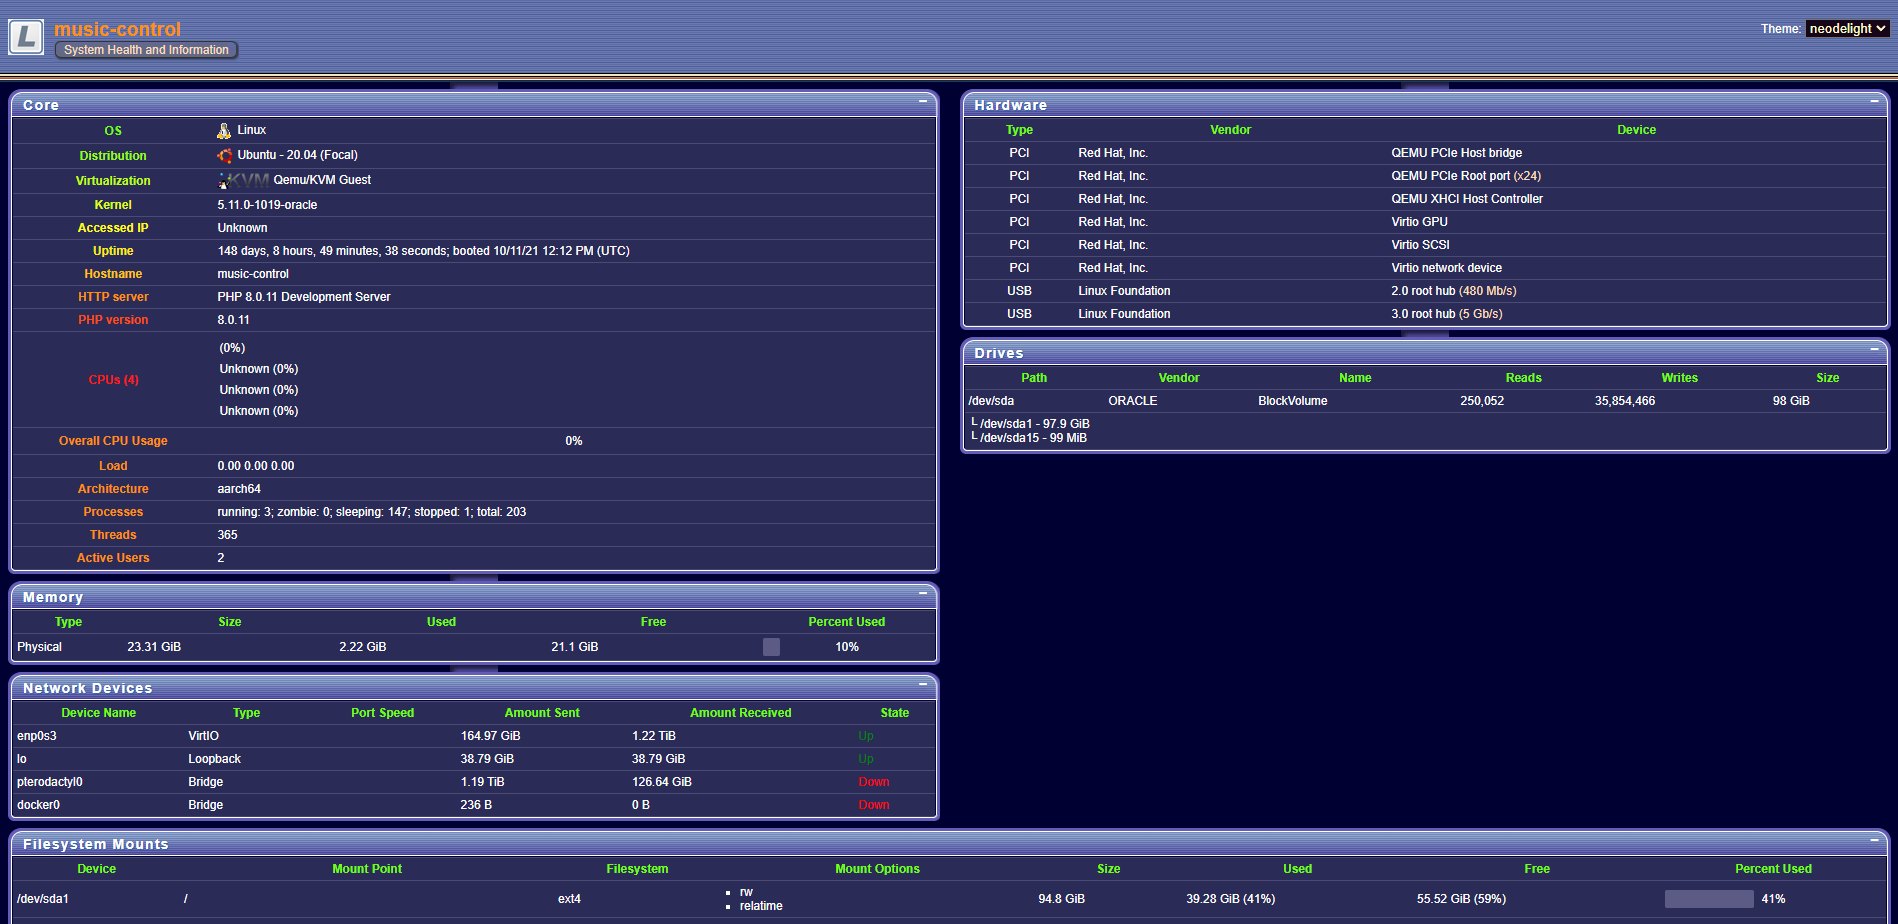 L music-control
System Health and Information
Theme: neodelight
Core
OS Linux
Distribution Ubuntu - 20.04 (Focal)
Virtualization KVM Qemu/KVM Guest
Kernel 5.11.0-1019-oracle
Accessed IP Unknown
Uptime 148 days, 8 hours, 49 minutes, 38 seconds; booted 10/11/21 12:12 PM (UTC)
Hostname music-control
HTTP server PHP 8.0.11 Development Server
PHP version 8.0.11
CPUs (4)
(0%)
Unknown (0%)
Unknown (0%)
Unknown (0%)
Overall CPU Usage 0%
Load 0.00 0.00 0.00
Architecture aarch64
Processes running: 3; zombie: 0; sleeping: 147; stopped: 1; total: 203
Threads 365
Active Users 2
Memory
Type Size Used Free Percent Used
Physical 23.31 GiB 2.22 GiB 21.1 GiB 10%
Network Devices
Device Name Type Port Speed Amount Sent Amount Received State
enp0s3 VirtIO 164.97 GiB 1.22 TiB Up
lo Loopback 38.79 GiB 38.79 GiB Up
pterodactyl0 Bridge 1.19 TiB 126.64 GiB Down
docker0 Bridge 236 B 0 B Down
Hardware
Type Vendor Device
PCI Red Hat, Inc. QEMU PCIe Host bridge
PCI Red Hat, Inc. QEMU PCIe Root port (x24)
PCI Red Hat, Inc. QEMU XHCI Host Controller
PCI Red Hat, Inc. Virtio GPU
PCI Red Hat, Inc. Virtio SCSI
PCI Red Hat, Inc. Virtio network device
USB Linux Foundation 2.0 root hub (480 Mb/s)
USB Linux Foundation 3.0 root hub (5 Gb/s)
Drives
Path Vendor Name Reads Writes Size
/dev/sda ORACLE BlockVolume 250,052 35,854,466 98 GiB
└ /dev/sda1 - 97.9 GiB
└ /dev/sda15 - 99 MiB
Filesystem Mounts
Device Mount Point Filesystem Mount Options Size Used Free Percent Used
/dev/sda1 / ext4 ▪ rw 94.8 GiB 39.28 GiB (41%) 55.52 GiB (59%) 41%
▪ relatime